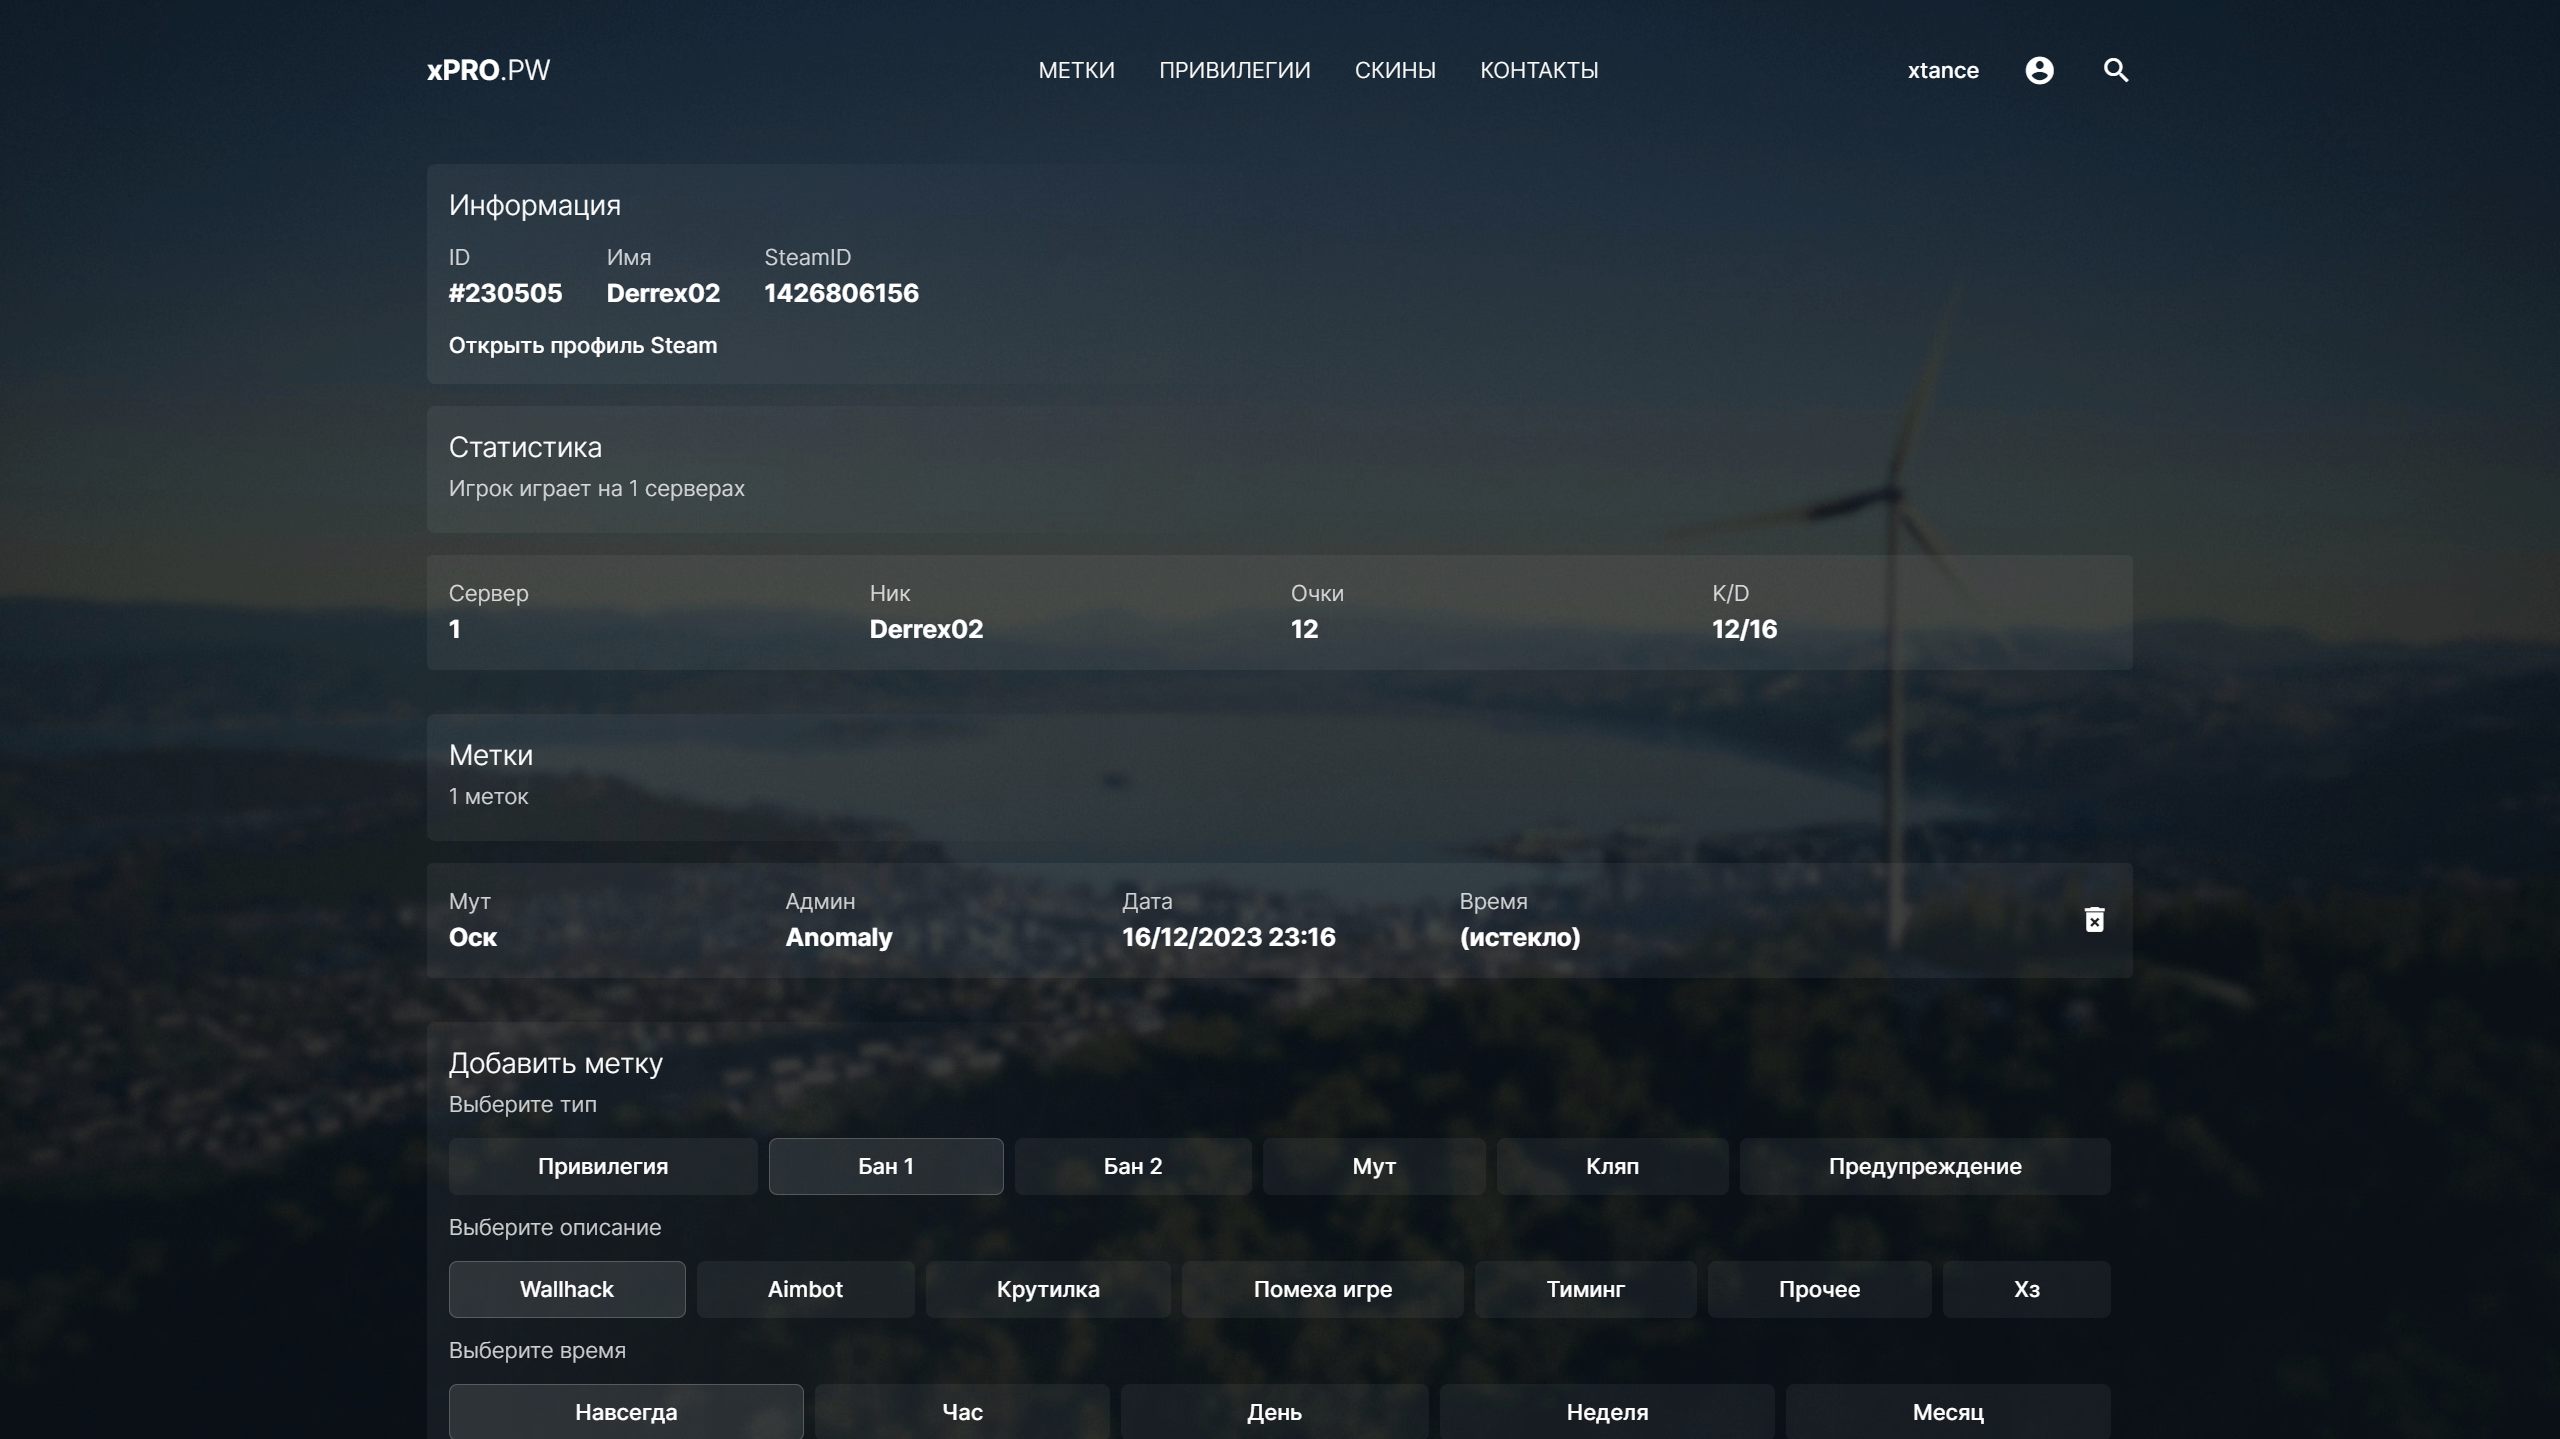 xPRO.PW МЕТКИ ПРИВИЛЕГИИ СКИНЫ КОНТАКТЫ xtance
Информация
ID Имя SteamID
#230505 Derrex02 1426806156
Открыть профиль Steam
Статистика
Игрок играет на 1 серверах
Сервер Ник Очки K/D
1 Derrex02 12 12/16
Метки
1 меток
Мут Админ Дата Время
Оск Anomaly 16/12/2023 23:16 (истекло)
Добавить метку
Выберите тип
Привилегия Бан 1 Бан 2 Мут Кляп Предупреждение
Выберите описание
Wallhack Aimbot Крутилка Помеха игре Тиминг Прочее Хз
Выберите время
Навсегда Час День Неделя Месяц